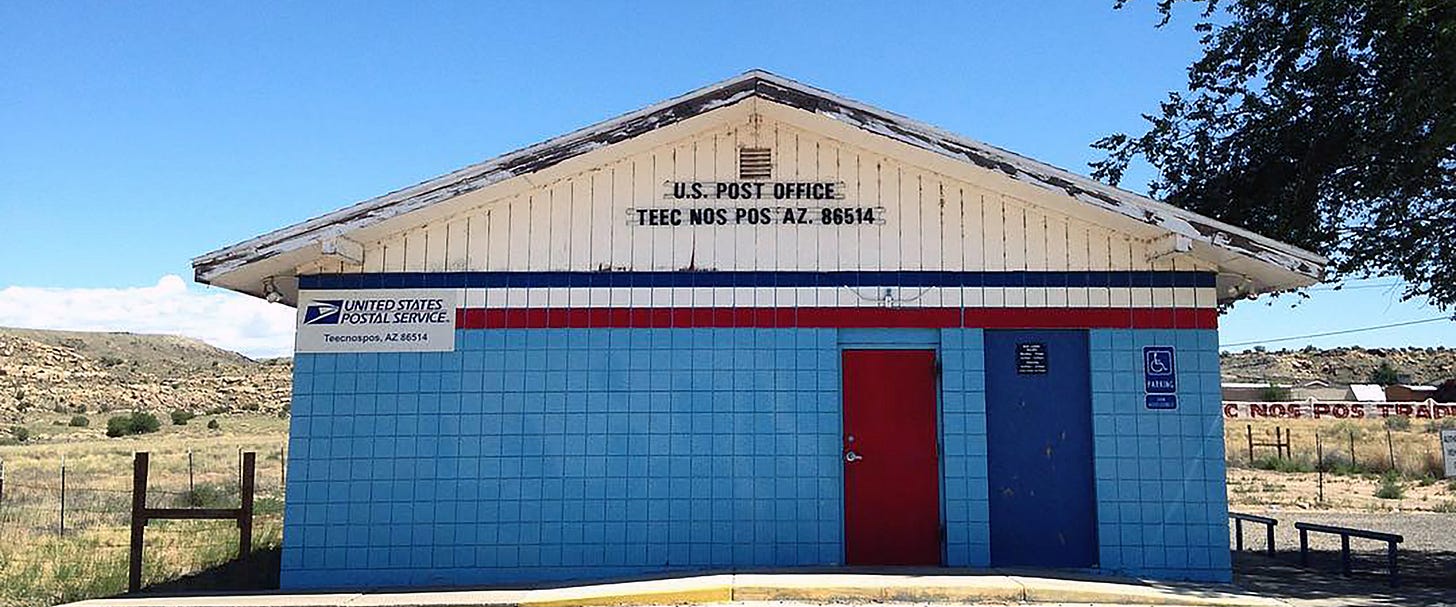 U.S. POST OFFICE
TEEC NOS POS AZ. 86514
UNITED STATES
POSTAL SERVICE
Teecnospos, AZ 86514
PARKING
C NOS POS TRAD